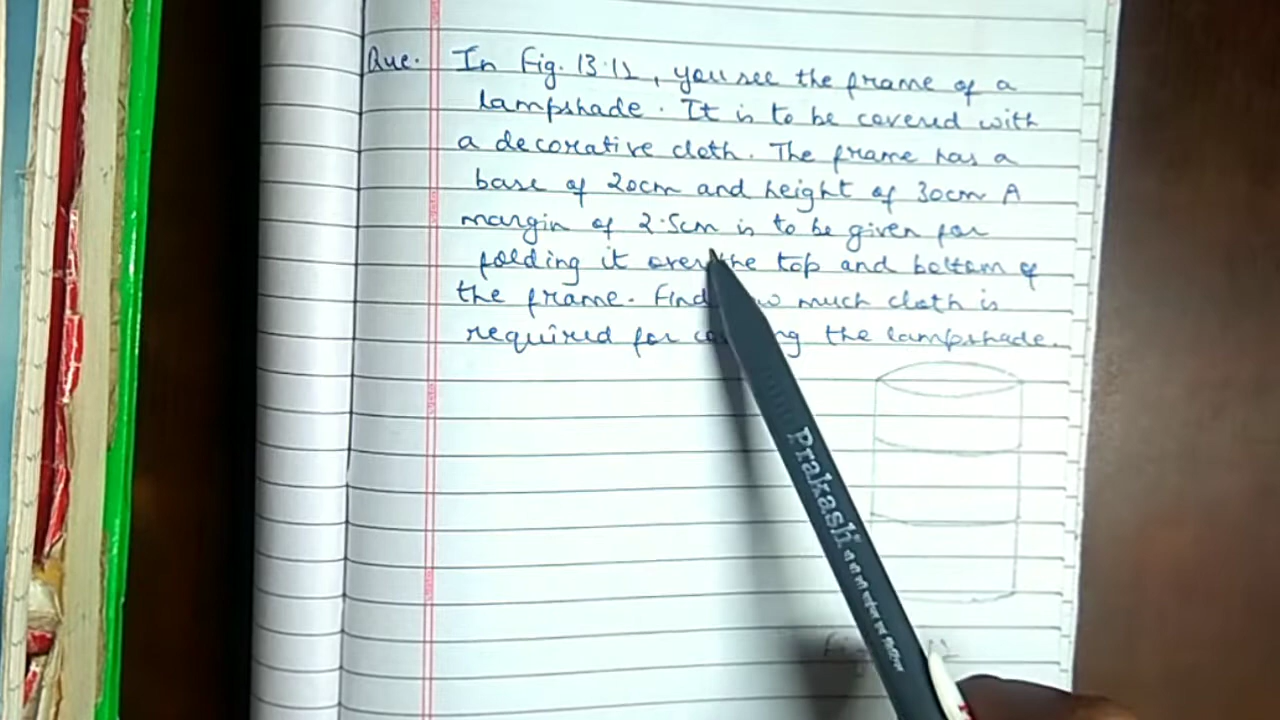 Que. In Fig. 13.12, you see the frame of a
lampshade. It is to be covered with
a decorative cloth. The frame has a
base of 20cm and height of 30cm A
margin of 2.5cm is to be given for
folding it over the top and bottom of
the frame. Find much cloth is
required for the lampshade.
Prakash